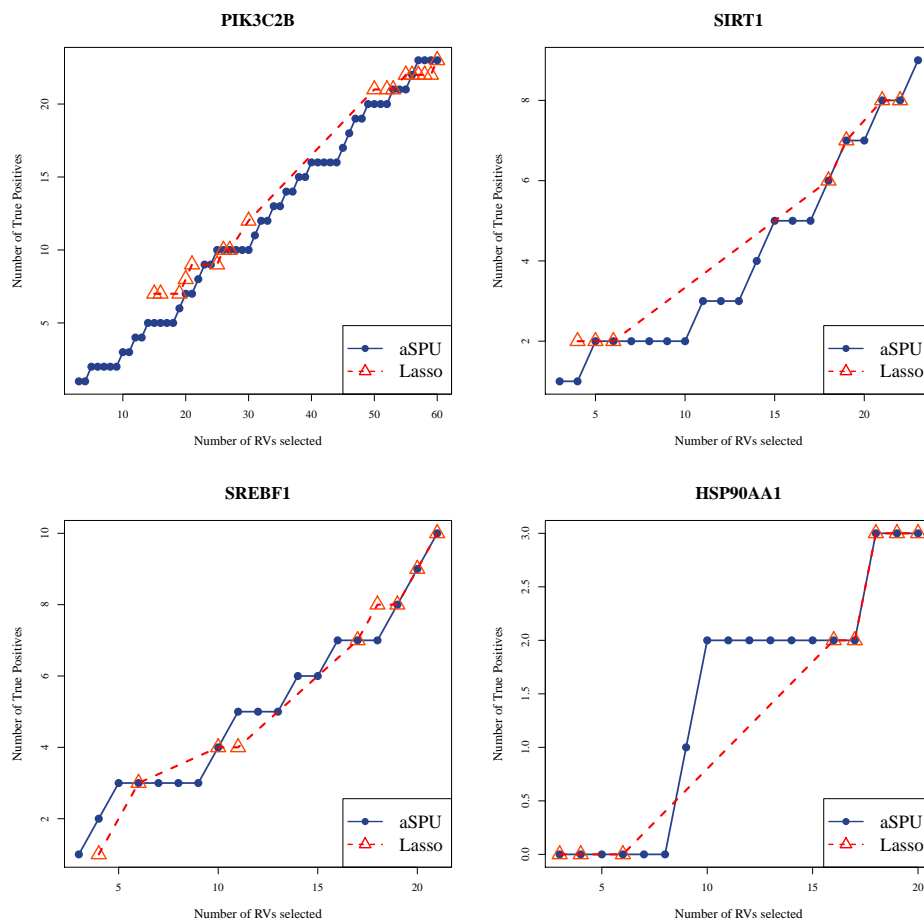 PIK3C2B
Number of True Positives
5
10
15
20
10
20
30
40
50
60
Number of RVs selected
aSPU
Lasso
SIRT1
Number of True Positives
2
4
6
8
5
10
15
20
Number of RVs selected
aSPU
Lasso
SREBF1
Number of True Positives
2
4
6
8
10
5
10
15
20
Number of RVs selected
aSPU
Lasso
HSP90AA1
Number of True Positives
0.0
0.5
1.0
1.5
2.0
2.5
3.0
5
10
15
20
Number of RVs selected
aSPU
Lasso